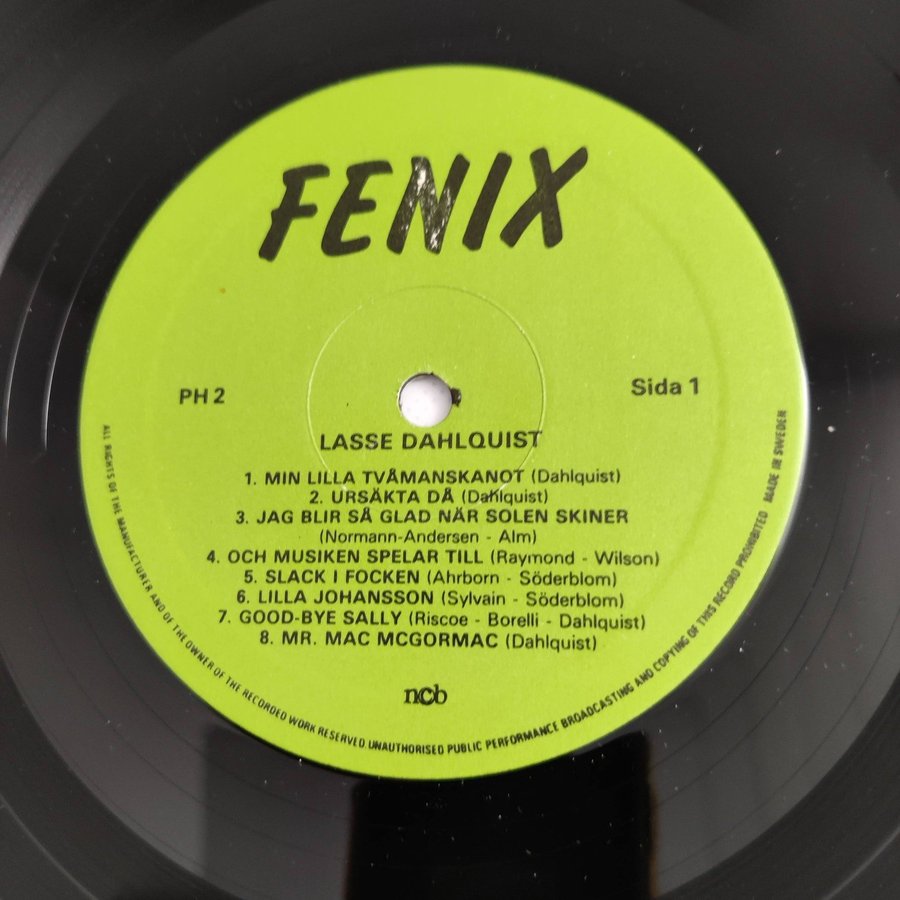 FENIX
PH 2
Sida 1
LASSE DAHLQUIST
1. MIN LILLA TVÅMANSKANOT (Dahlquist)
2. URSÄKTA DÅ (Dahlquist)
3. JAG BLIR SÅ GLAD NÄR SOLEN SKINER
(Normann-Andersen - Alm)
4. OCH MUSIKEN SPELAR TILL (Raymond - Wilson)
5. SLACK I FOCKEN (Ahrborn - Söderblom)
6. LILLA JOHANSSON (Sylvain - Söderblom)
7. GOOD-BYE SALLY (Riscoe - Borelli - Dahlquist)
8. MR. MAC MCGORMAC (Dahlquist)
ncb
ALL RIGHTS OF THE MANUFACTURER AND OF THE OWNER OF THE RECORDED WORK RESERVED. UNAUTHORISED PUBLIC PERFORMANCE BROADCASTING AND COPYING OF THIS RECORD PROHIBITED MADE IN SWEDEN